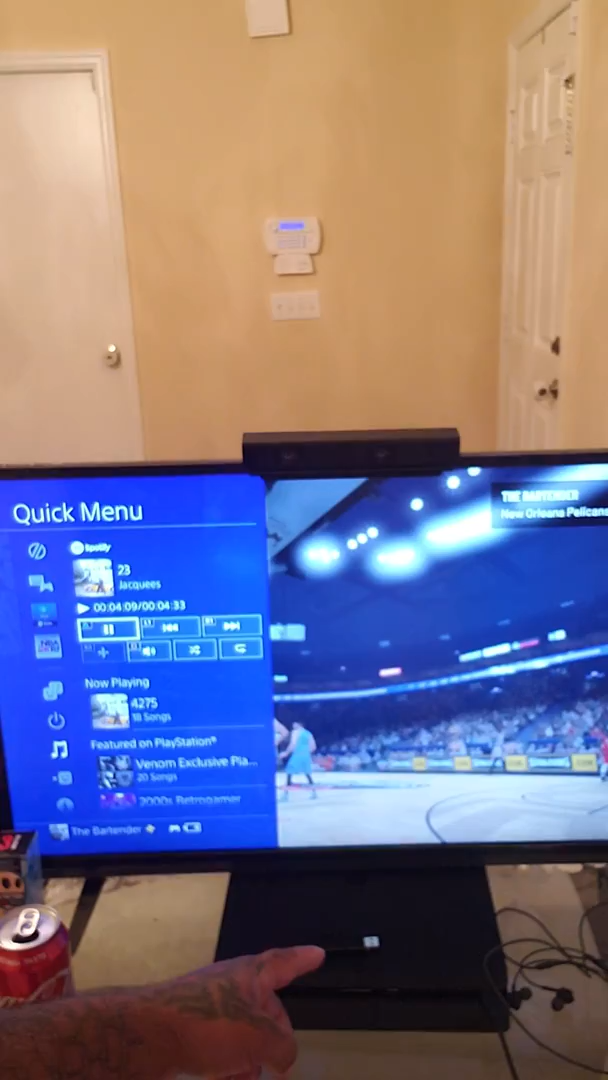 Quick Menu
Spotify
23
Jacquees
00:04:09/00:04:33
Now Playing
4275
18 Songs
Featured on PlayStation®
Venom Exclusive Pla...
20 Songs
2000s Retrogamer
The Bartender
THE BARTENDER
New Orleans Pelicans